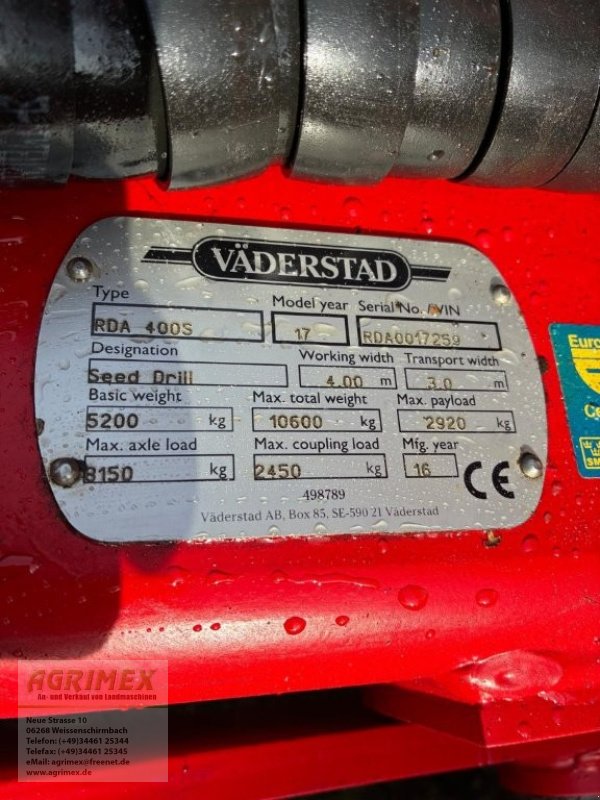 VÄDERSTAD
Type
Model year
Serial No. /VIN
RDA 400S
17
RDA0017259
Designation
Working width
Transport width
Seed Drill
4.00 m
3.0 m
Basic weight
Max. total weight
Max. payload
5200 kg
10600 kg
2920 kg
Max. axle load
Max. coupling load
Mfg. year
8150 kg
2450 kg
16
CE
498789
Väderstad AB, Box 85, SE-590 21 Väderstad
AGRIMEX
An- und Verkauf von Landmaschinen
Neue Strasse 10
06268 Weissenschirmbach
Telefon: (+49)34461 25344
Telefax: (+49)34461 25345
eMail: agrimex@freenet.de
www.agrimex.de